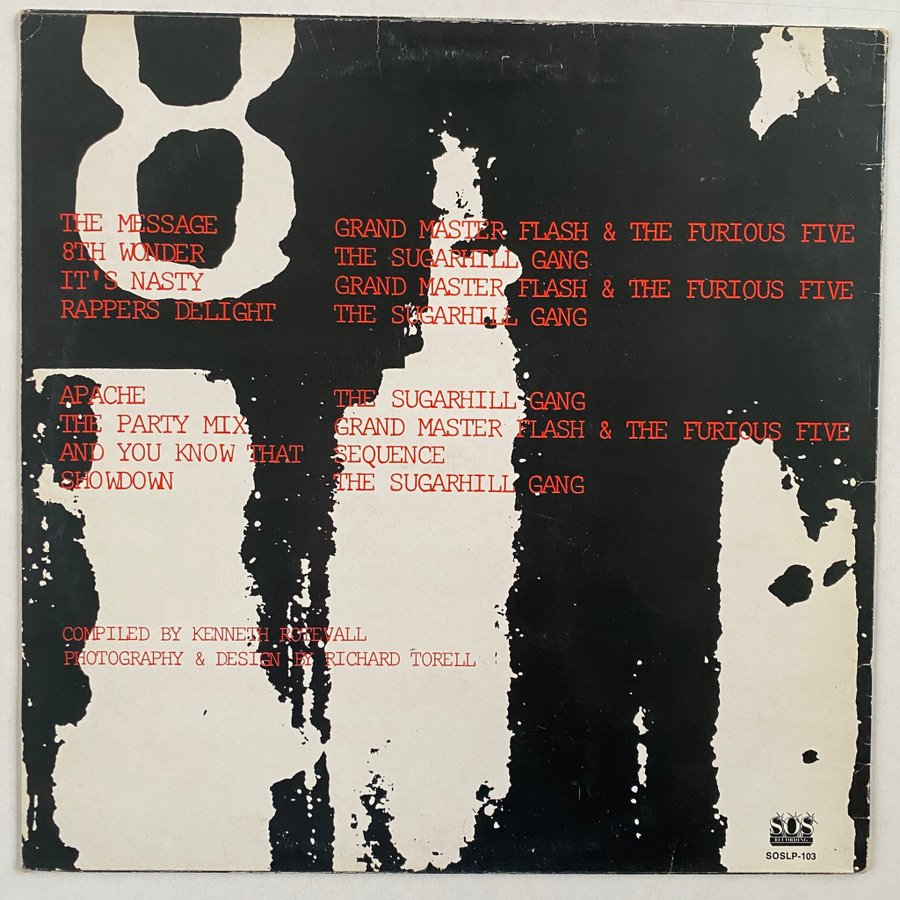 8
THE MESSAGE GRAND MASTER FLASH & THE FURIOUS FIVE
8TH WONDER THE SUGARHILL GANG
IT'S NASTY GRAND MASTER FLASH & THE FURIOUS FIVE
RAPPERS DELIGHT THE SUGARHILL GANG
APACHE THE SUGARHILL GANG
THE PARTY MIX GRAND MASTER FLASH & THE FURIOUS FIVE
AND YOU KNOW THAT SEQUENCE
SHOWDOWN THE SUGARHILL GANG
COMPILED BY KENNETH ROTEVALL
PHOTOGRAPHY & DESIGN BY RICHARD TORELL
SOS
RECORDING
SOSLP-103